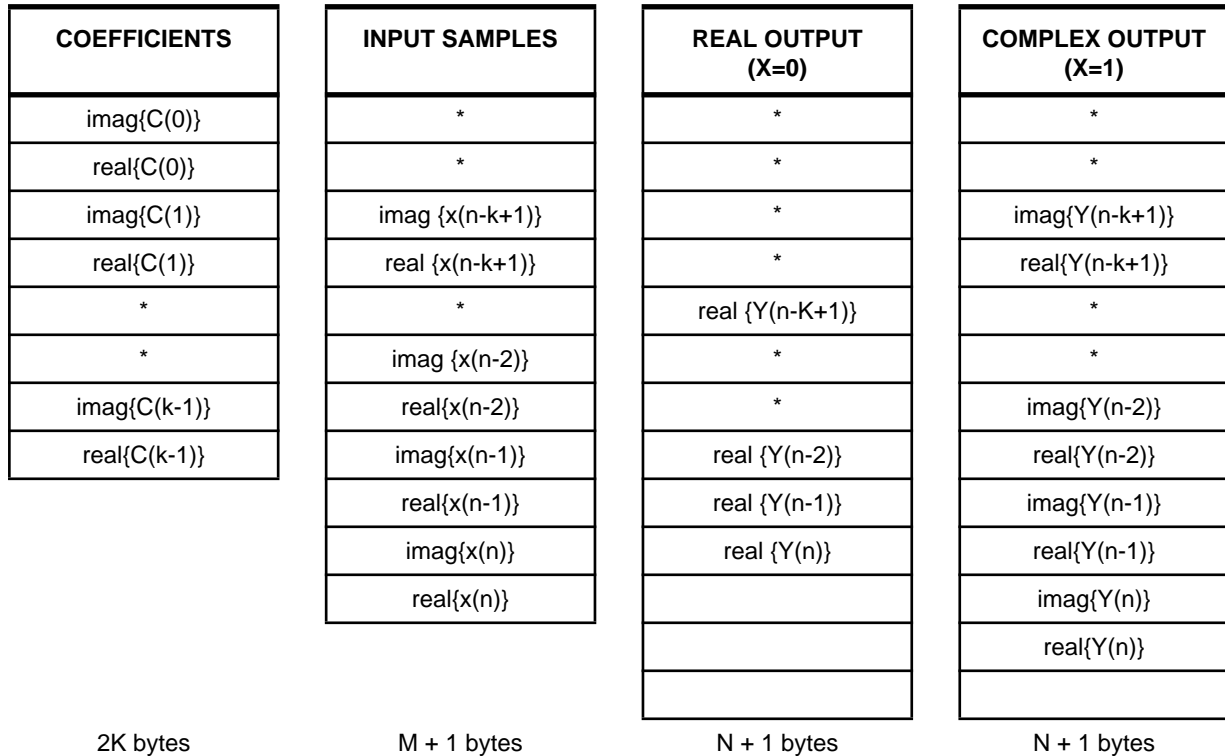 COEFFICIENTS
imag{C(0)}
real{C(0)}
imag{C(1)}
real{C(1)}
*
*
imag{C(k-1)}
real{C(k-1)}
2K bytes
INPUT SAMPLES
*
*
imag {x(n-k+1)}
real {x(n-k+1)}
*
imag {x(n-2)}
real{x(n-2)}
imag{x(n-1)}
real{x(n-1)}
imag{x(n)}
real{x(n)}
M + 1 bytes
REAL OUTPUT
(X=0)
*
*
*
*
real {Y(n-K+1)}
*
*
real {Y(n-2)}
real {Y(n-1)}
real {Y(n)}
N + 1 bytes
COMPLEX OUTPUT
(X=1)
*
*
imag{Y(n-k+1)}
real{Y(n-k+1)}
*
*
imag{Y(n-2)}
real{Y(n-2)}
imag{Y(n-1)}
real{Y(n-1)}
imag{Y(n)}
real{Y(n)}
N + 1 bytes